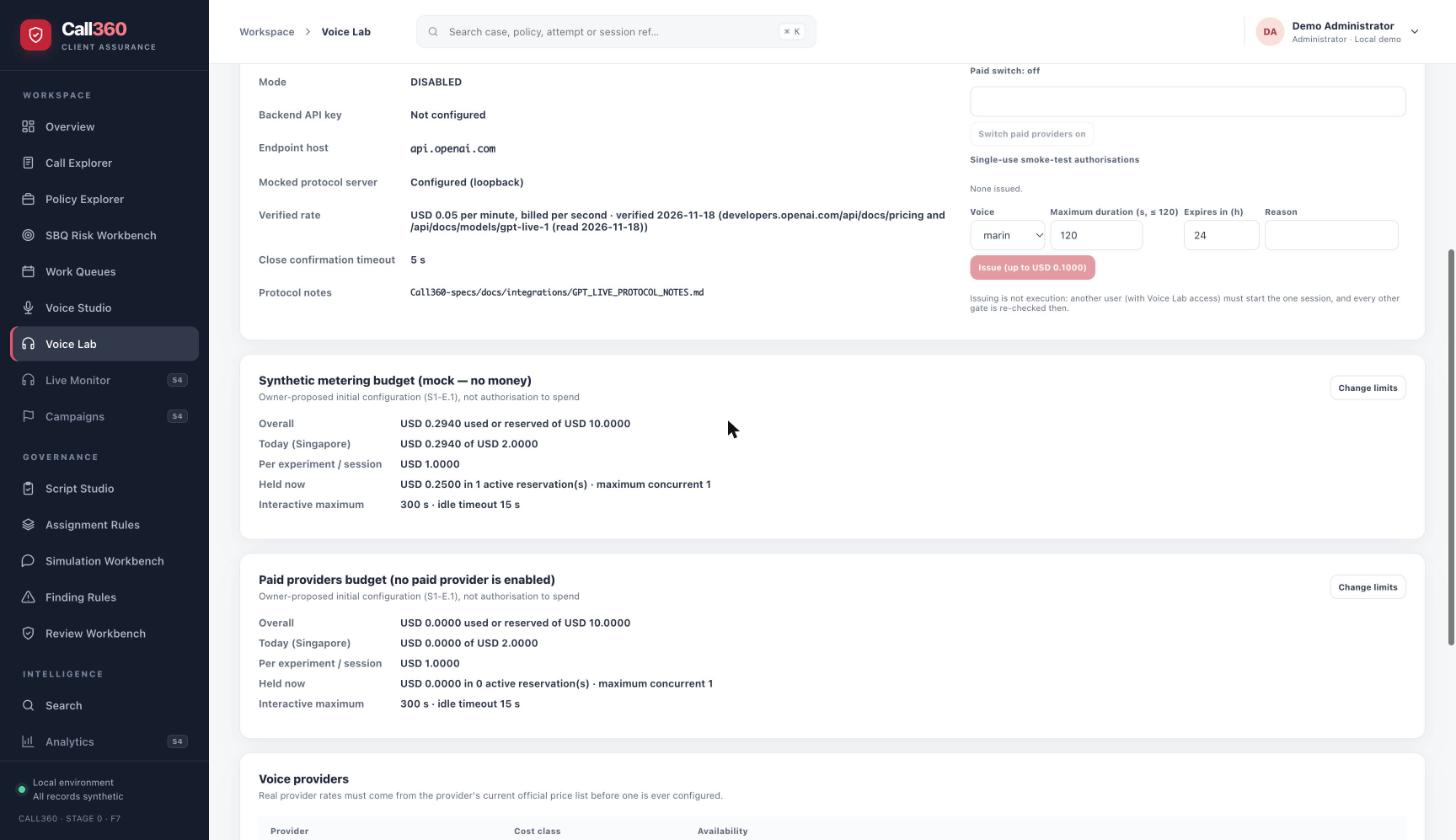 Call360
CLIENT ASSURANCE
WORKSPACE
Overview
Call Explorer
Policy Explorer
SBQ Risk Workbench
Work Queues
Voice Studio
Voice Lab
Live Monitor S4
Campaigns S4
GOVERNANCE
Script Studio
Assignment Rules
Simulation Workbench
Finding Rules
Review Workbench
INTELLIGENCE
Search
Analytics S4
Local environment
All records synthetic
CALL360 · STAGE 0 · F7
Workspace > Voice Lab
Search case, policy, attempt or session ref... ⌘ K
DA
Demo Administrator
Administrator · Local demo
Mode DISABLED
Backend API key Not configured
Endpoint host api.openai.com
Mocked protocol server Configured (loopback)
Verified rate USD 0.05 per minute, billed per second · verified 2026-11-18 (developers.openai.com/api/docs/pricing and
/api/docs/models/gpt-live-1 (read 2026-11-18))
Close confirmation timeout 5 s
Protocol notes Call360-specs/docs/integrations/GPT_LIVE_PROTOCOL_NOTES.md
Paid switch: off
Switch paid providers on
Single-use smoke-test authorisations
None issued.
Voice Maximum duration (s, ≤ 120) Expires in (h) Reason
marin 120 24
Issue (up to USD 0.1000)
Issuing is not execution: another user (with Voice Lab access) must start the one session, and every other
gate is re-checked then.
Synthetic metering budget (mock — no money)
Owner-proposed initial configuration (S1-E.1), not authorisation to spend
Change limits
Overall USD 0.2940 used or reserved of USD 10.0000
Today (Singapore) USD 0.2940 of USD 2.0000
Per experiment / session USD 1.0000
Held now USD 0.2500 in 1 active reservation(s) · maximum concurrent 1
Interactive maximum 300 s · idle timeout 15 s
Paid providers budget (no paid provider is enabled)
Owner-proposed initial configuration (S1-E.1), not authorisation to spend
Change limits
Overall USD 0.0000 used or reserved of USD 10.0000
Today (Singapore) USD 0.0000 of USD 2.0000
Per experiment / session USD 1.0000
Held now USD 0.0000 in 0 active reservation(s) · maximum concurrent 1
Interactive maximum 300 s · idle timeout 15 s
Voice providers
Real provider rates must come from the provider's current official price list before one is ever configured.
Provider Cost class Availability